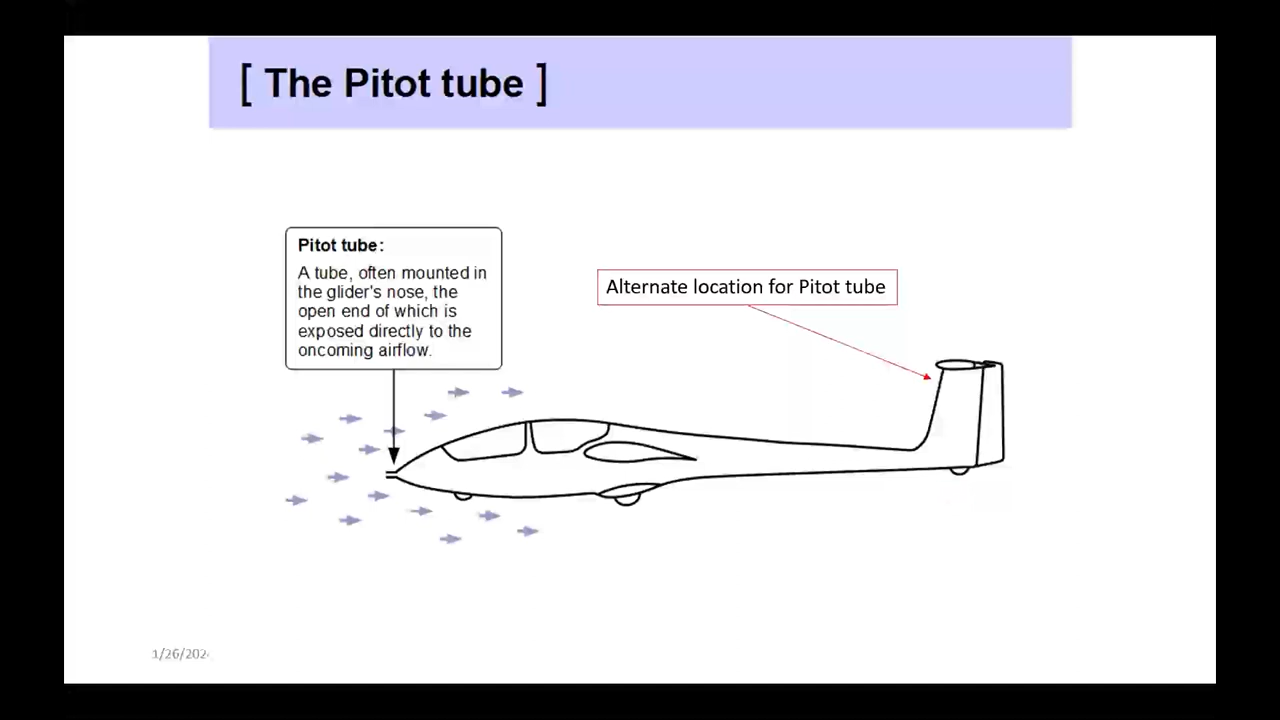 [ The Pitot tube ]
Pitot tube:
A tube, often mounted in
the glider's nose, the
open end of which is
exposed directly to the
oncoming airflow.
Alternate location for Pitot tube
1/26/202